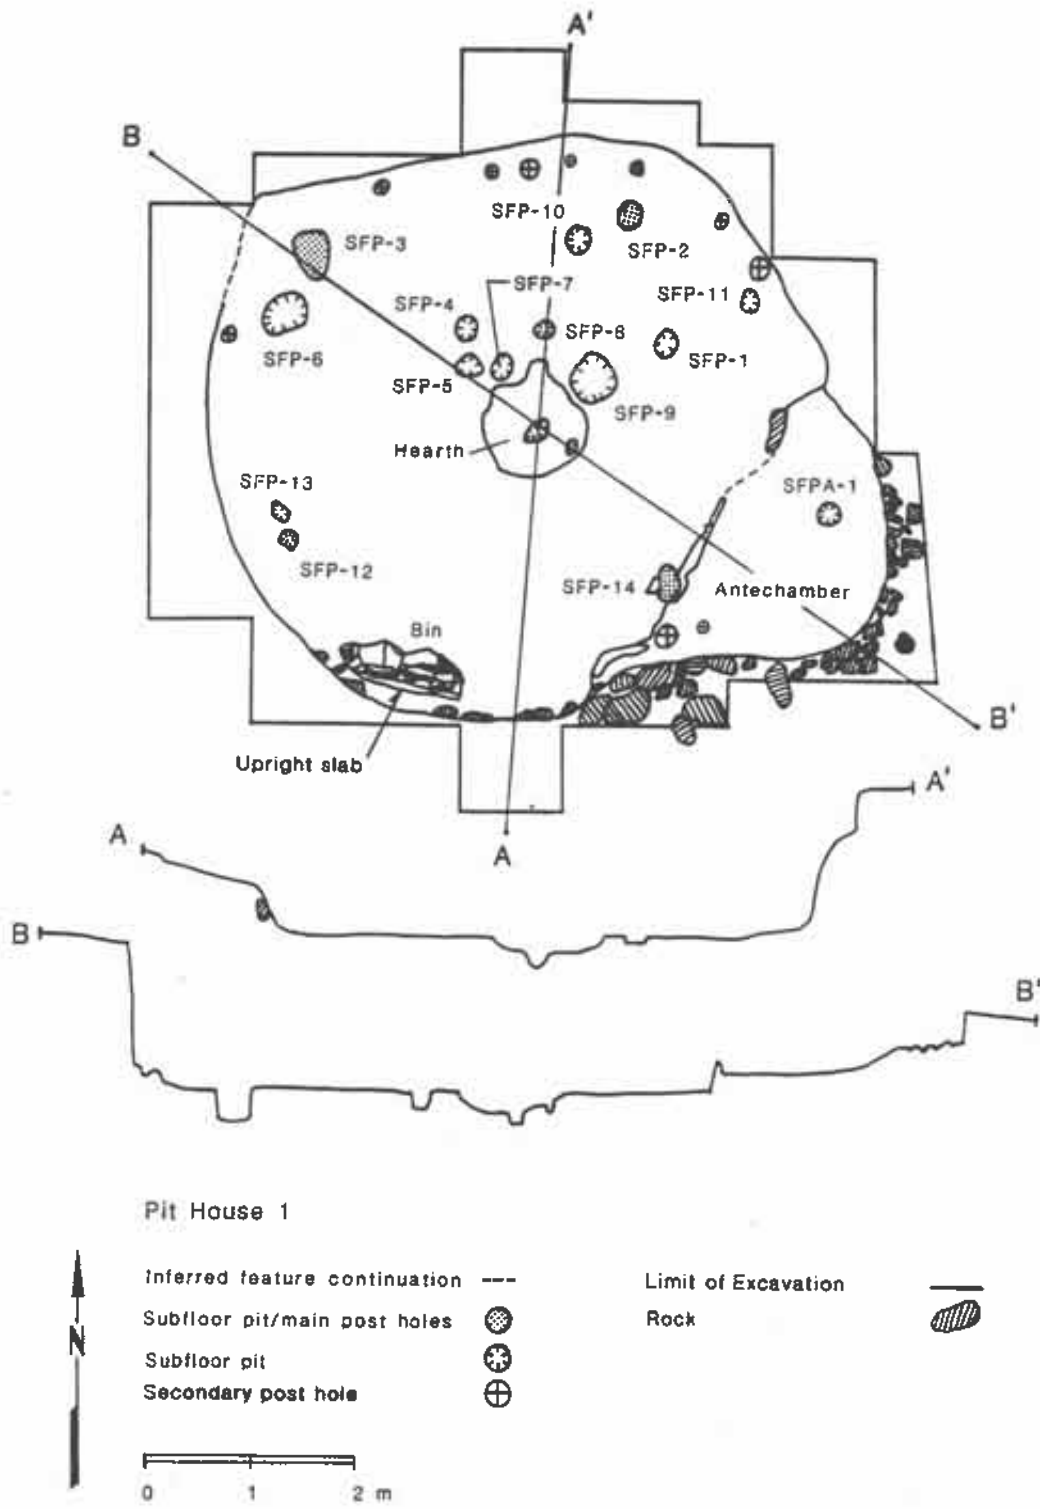 A'
B
SFP-10
SFP-3
SFP-2
SFP-7
SFP-11
SFP-4
SFP-8
SFP-6
SFP-5
SFP-1
SFP-9
Hearth
SFP-13
SFPA-1
SFP-12
SFP-14
Antechamber
Bin
B'
Upright slab
A
A'
A
B
B'
Pit House 1
Inferred feature continuation
Limit of Excavation
Subfloor pit/main post holes
Rock
N
Subfloor pit
Secondary post hole
0 1 2 m